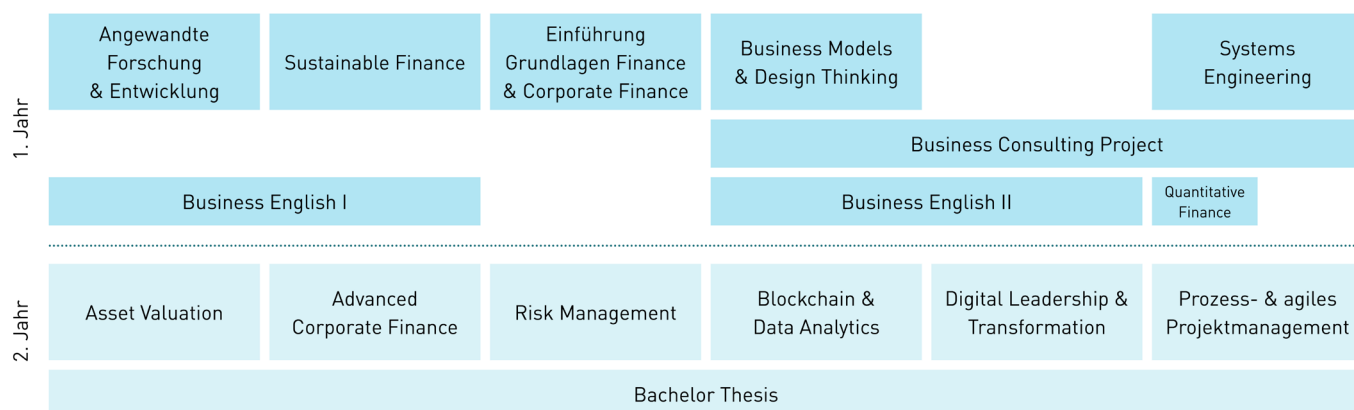 1. Jahr
Angewandte
Forschung
& Entwicklung
Sustainable Finance
Einführung
Grundlagen Finance
& Corporate Finance
Business Models
& Design Thinking
Systems
Engineering
Business Consulting Project
Business English I
Business English II
Quantitative
Finance
2. Jahr
Asset Valuation
Advanced
Corporate Finance
Risk Management
Blockchain &
Data Analytics
Digital Leadership &
Transformation
Prozess- & agiles
Projektmanagement
Bachelor Thesis